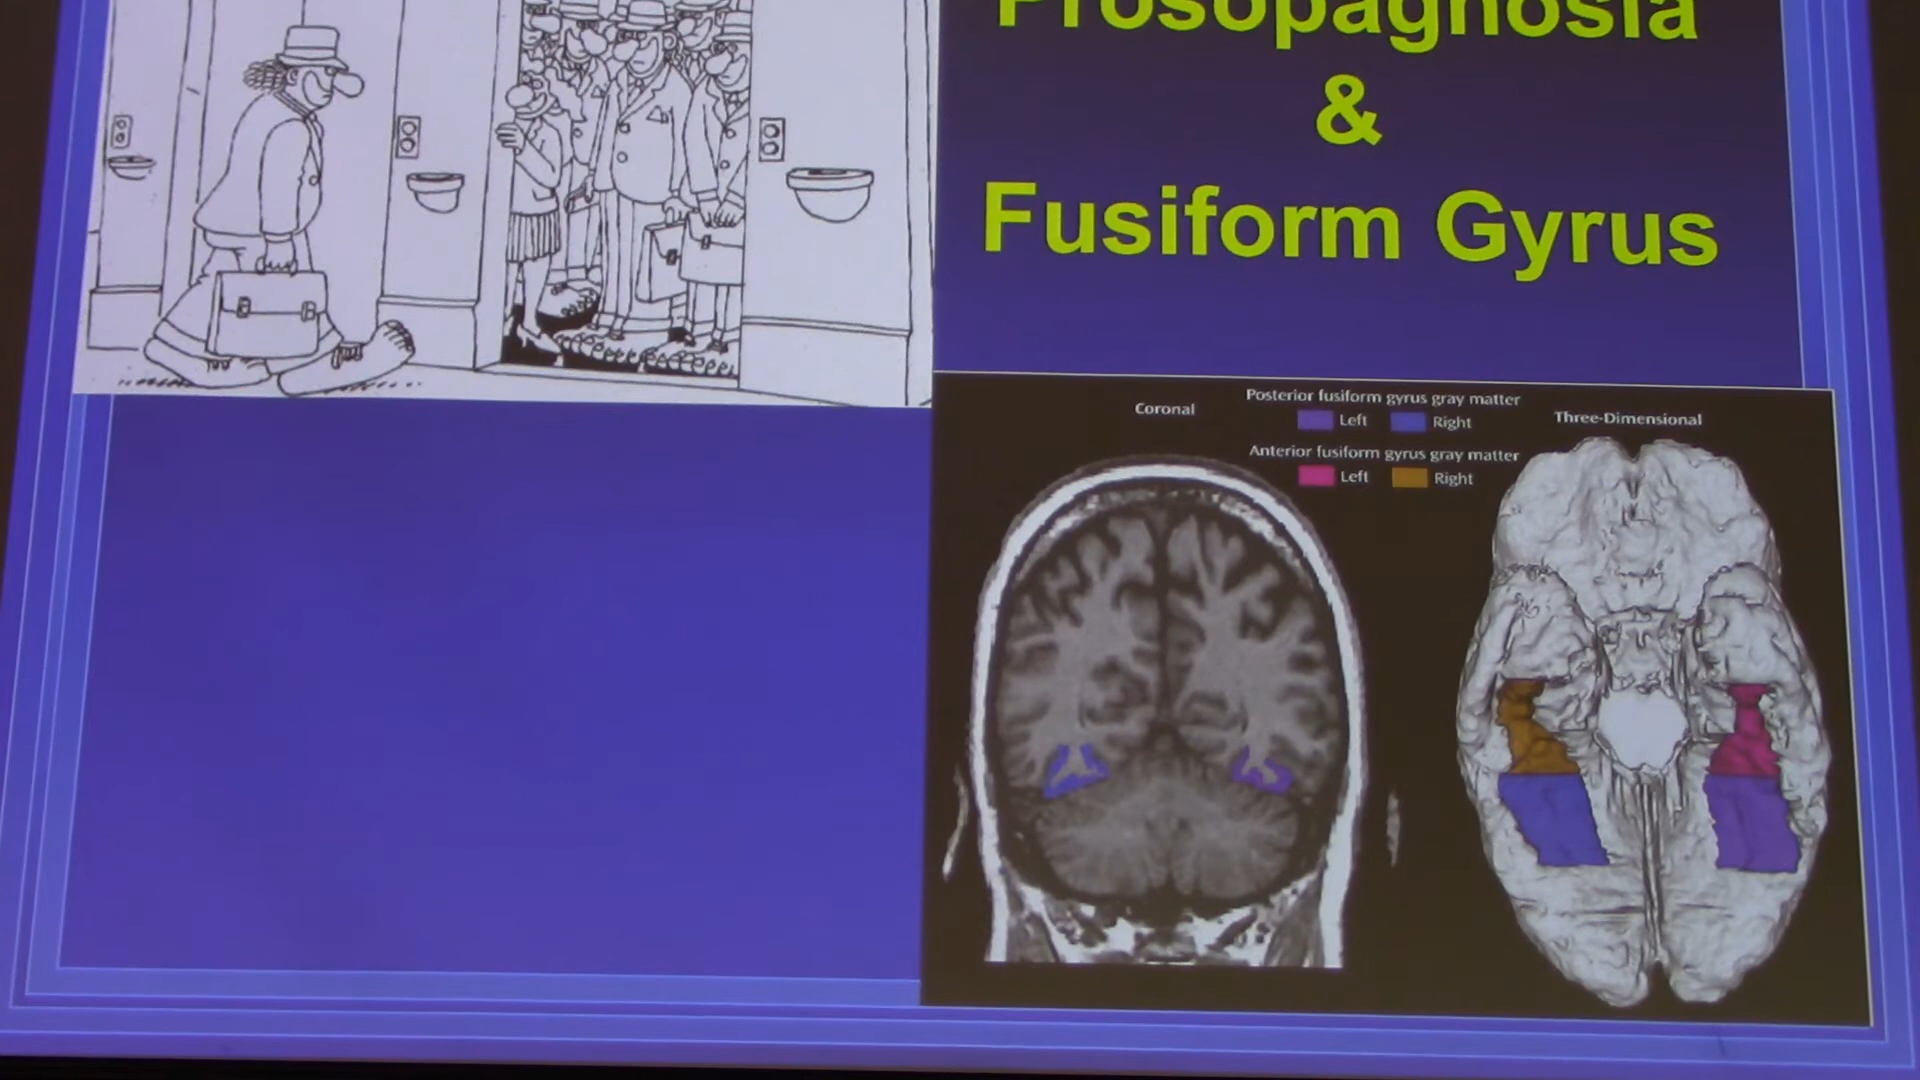 Prosopagnosia
&
Fusiform Gyrus
Coronal
Posterior fusiform gyrus gray matter
Left Right
Three-Dimensional
Anterior fusiform gyrus gray matter
Left Right